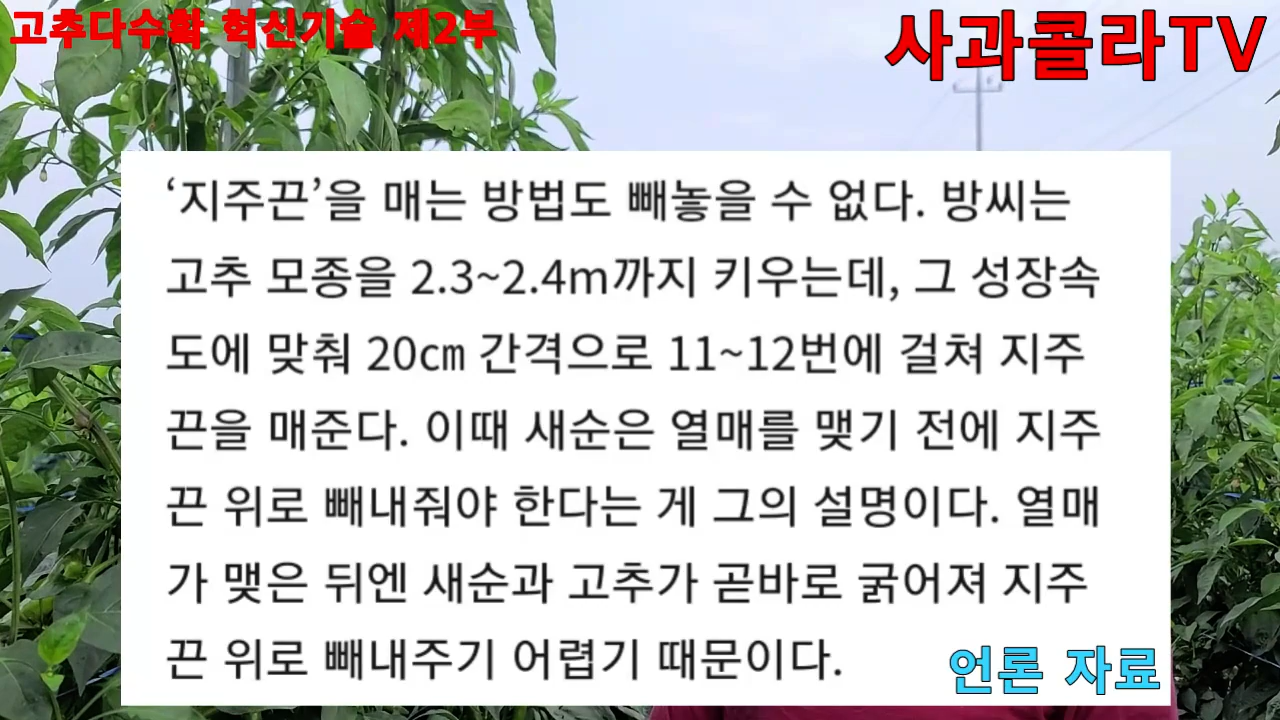 고추다수확 혁신기술 제2부
사과콜라TV
‘지주끈’을 매는 방법도 빼놓을 수 없다. 방씨는
고추 모종을 2.3~2.4m까지 키우는데, 그 성장속
도에 맞춰 20㎝ 간격으로 11~12번에 걸쳐 지주
끈을 매준다. 이때 새순은 열매를 맺기 전에 지주
끈 위로 빼내줘야 한다는 게 그의 설명이다. 열매
가 맺은 뒤엔 새순과 고추가 곧바로 굵어져 지주
끈 위로 빼내주기 어렵기 때문이다.
언론 자료